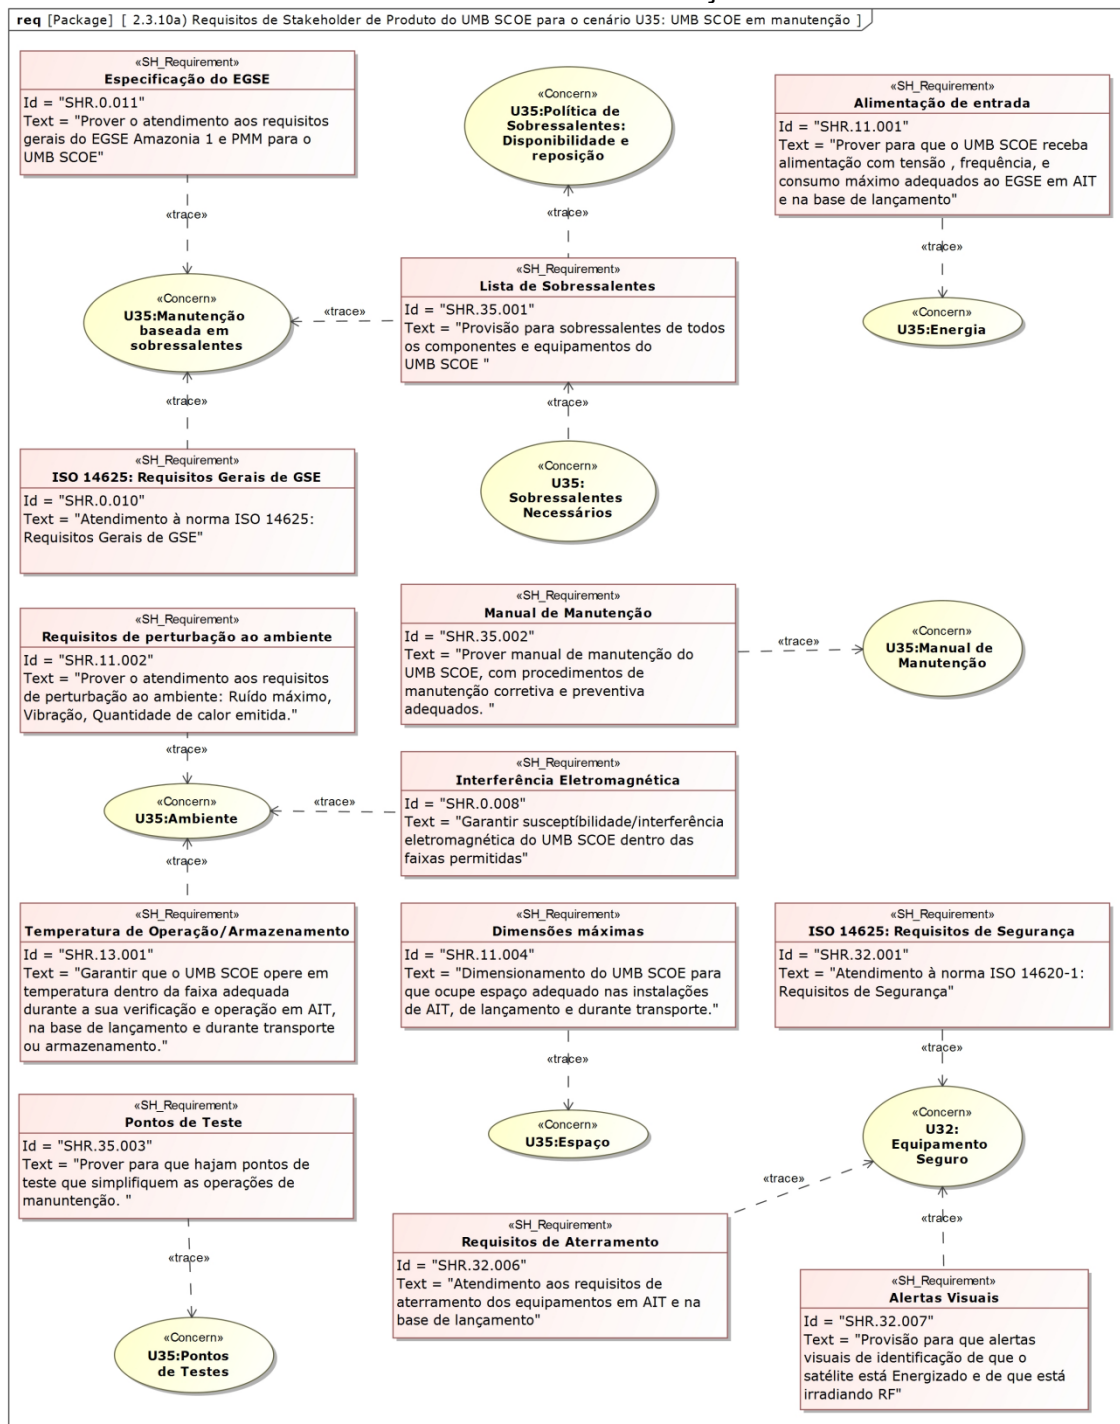 req [Package] [ 2.3.10a) Requisitos de Stakeholder de Produto do UMB SCOE para o cenário U35: UMB SCOE em manutenção ]
«SH_Requirement»
Especificação do EGSE
Id = "SHR.0.011"
Text = "Prover o atendimento aos requisitos
gerais do EGSE Amazonia 1 e PMM para o
UMB SCOE"
«trace»
«Concern»
U35:Política de
Sobressalentes:
Disponibilidade e
reposição
«trace»
«SH_Requirement»
Alimentação de entrada
Id = "SHR.11.001"
Text = "Prover para que o UMB SCOE receba
alimentação com tensão , frequência, e
consumo máximo adequados ao EGSE em AIT
e na base de lançamento"
«trace»
«Concern»
U35:Energia
«Concern»
U35:Manutenção
baseada em
sobressalentes
«trace»
«SH_Requirement»
Lista de Sobressalentes
Id = "SHR.35.001"
Text = "Provisão para sobressalentes de todos
os componentes e equipamentos do
UMB SCOE "
«trace»
«trace»
«SH_Requirement»
ISO 14625: Requisitos Gerais de GSE
Id = "SHR.0.010"
Text = "Atendimento à norma ISO 14625:
Requisitos Gerais de GSE"
«Concern»
U35:
Sobressalentes
Necessários
«SH_Requirement»
Requisitos de perturbação ao ambiente
Id = "SHR.11.002"
Text = "Prover o atendimento aos requisitos
de perturbação ao ambiente: Ruído máximo,
Vibração, Quantidade de calor emitida."
«trace»
«SH_Requirement»
Manual de Manutenção
Id = "SHR.35.002"
Text = "Prover manual de manutenção do
UMB SCOE, com procedimentos de
manutenção corretiva e preventiva
adequados. "
«trace»
«Concern»
U35:Manual de
Manutenção
«Concern»
U35:Ambiente
«trace»
«SH_Requirement»
Interferência Eletromagnética
Id = "SHR.0.008"
Text = "Garantir susceptíbilidade/interferência
eletromagnética do UMB SCOE dentro das
faixas permitidas"
«trace»
«SH_Requirement»
Temperatura de Operação/Armazenamento
Id = "SHR.13.001"
Text = "Garantir que o UMB SCOE opere em
temperatura dentro da faixa adequada
durante a sua verificação e operação em AIT,
na base de lançamento e durante transporte
ou armazenamento."
«SH_Requirement»
Dimensões máximas
Id = "SHR.11.004"
Text = "Dimensionamento do UMB SCOE para
que ocupe espaço adequado nas instalações
de AIT, de lançamento e durante transporte."
«trace»
«Concern»
U35:Espaço
«SH_Requirement»
ISO 14625: Requisitos de Segurança
Id = "SHR.32.001"
Text = "Atendimento à norma ISO 14620-1:
Requisitos de Segurança"
«trace»
«Concern»
U32:
Equipamento
Seguro
«SH_Requirement»
Pontos de Teste
Id = "SHR.35.003"
Text = "Prover para que hajam pontos de
teste que simplifiquem as operações de
manuntenção. "
«trace»
«Concern»
U35:Pontos
de Testes
«trace»
«SH_Requirement»
Requisitos de Aterramento
Id = "SHR.32.006"
Text = "Atendimento aos requisitos de
aterramento dos equipamentos em AIT e na
base de lançamento"
«trace»
«SH_Requirement»
Alertas Visuais
Id = "SHR.32.007"
Text = "Provisão para que alertas
visuais de identificação de que o
satélite está Energizado e de que está
irradiando RF"